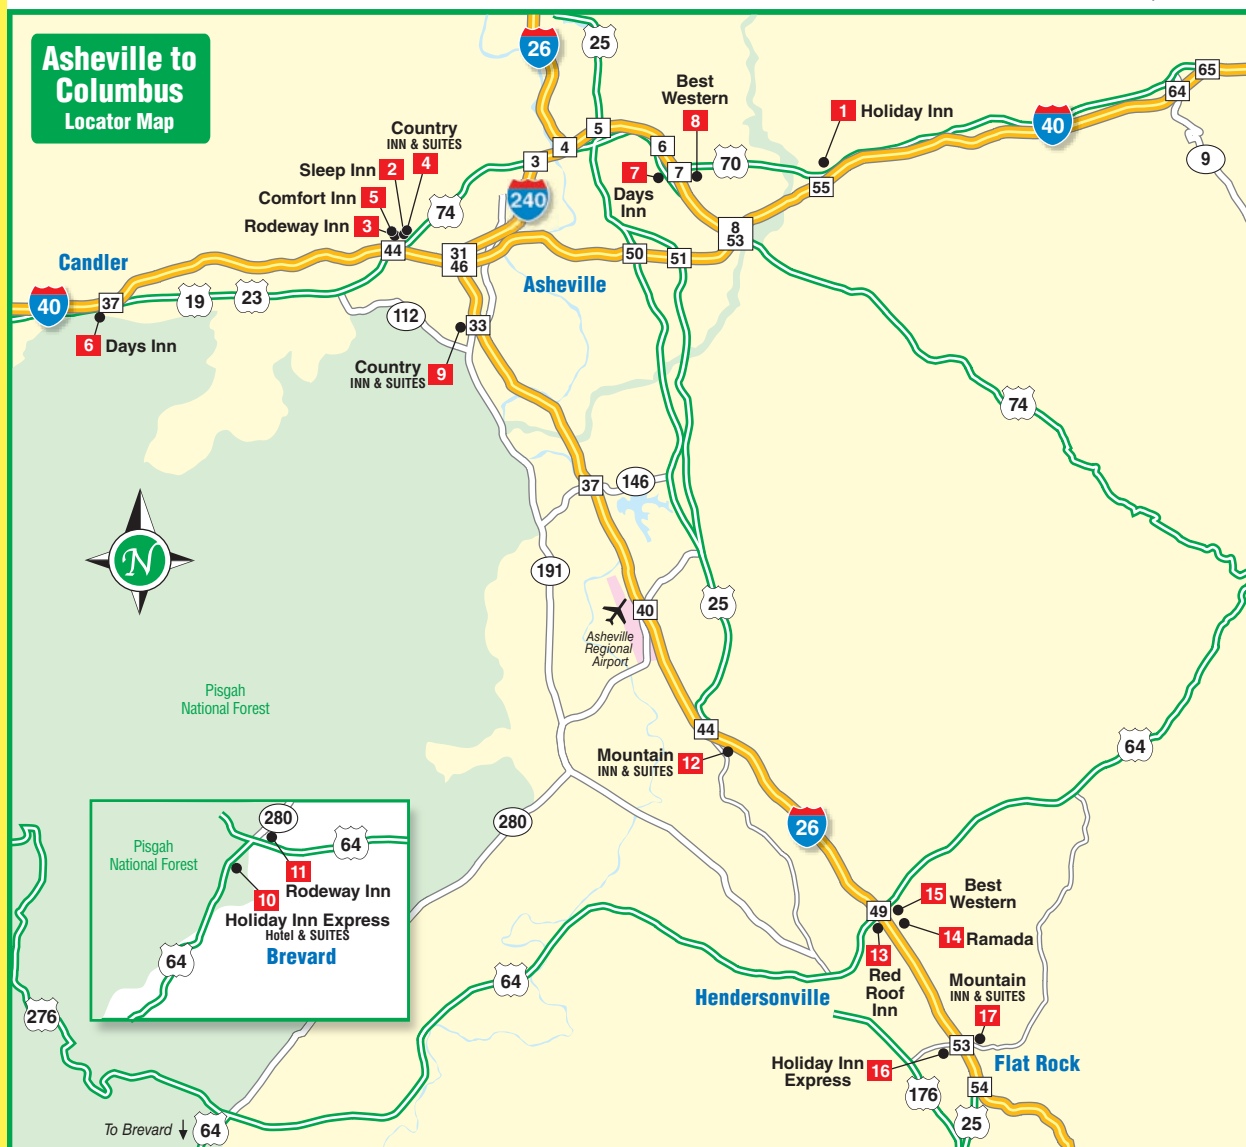 Asheville to
Columbus
Locator Map
26
25
Best
Western
8
1 Holiday Inn
40
65
64
9
Country
INN & SUITES
Sleep Inn 2
4
Comfort Inn 5
Rodeway Inn 3
74
3
4
5
6
7
70
7
Days
Inn
55
240
8
53
44
31
46
50
51
Candler
Asheville
40
37
19
23
6 Days Inn
112
33
Country
INN & SUITES
9
74
37
146
N
191
40
25
Asheville
Regional
Airport
Pisgah
National Forest
44
64
Mountain
INN & SUITES
12
26
280
280
64
Pisgah
National Forest
11
Rodeway Inn
10
Holiday Inn Express
Hotel & SUITES
Brevard
64
15
Best
Western
49
14 Ramada
13
Red
Roof
Inn
64
Hendersonville
Mountain
INN & SUITES
17
276
53
Holiday Inn
Express
16
Flat Rock
54
176
25
To Brevard
64